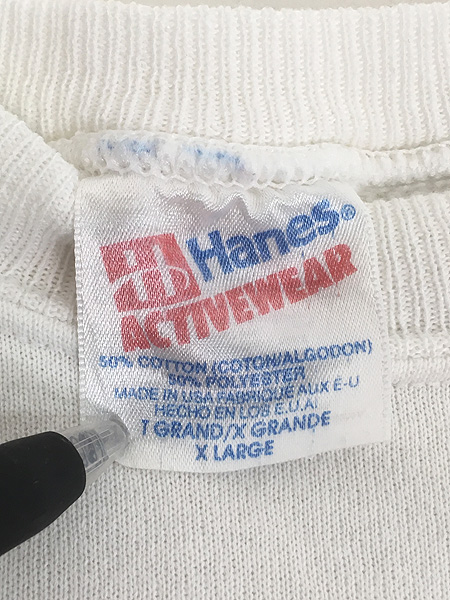 Hanes®
ACTIVEWEAR
50% COTTON (COTON/ALGODON)
50% POLYESTER
MADE IN USA FABRIQUE AUX E-U
HECHO EN LOS E.U.A.
T GRAND/X GRANDE
X LARGE